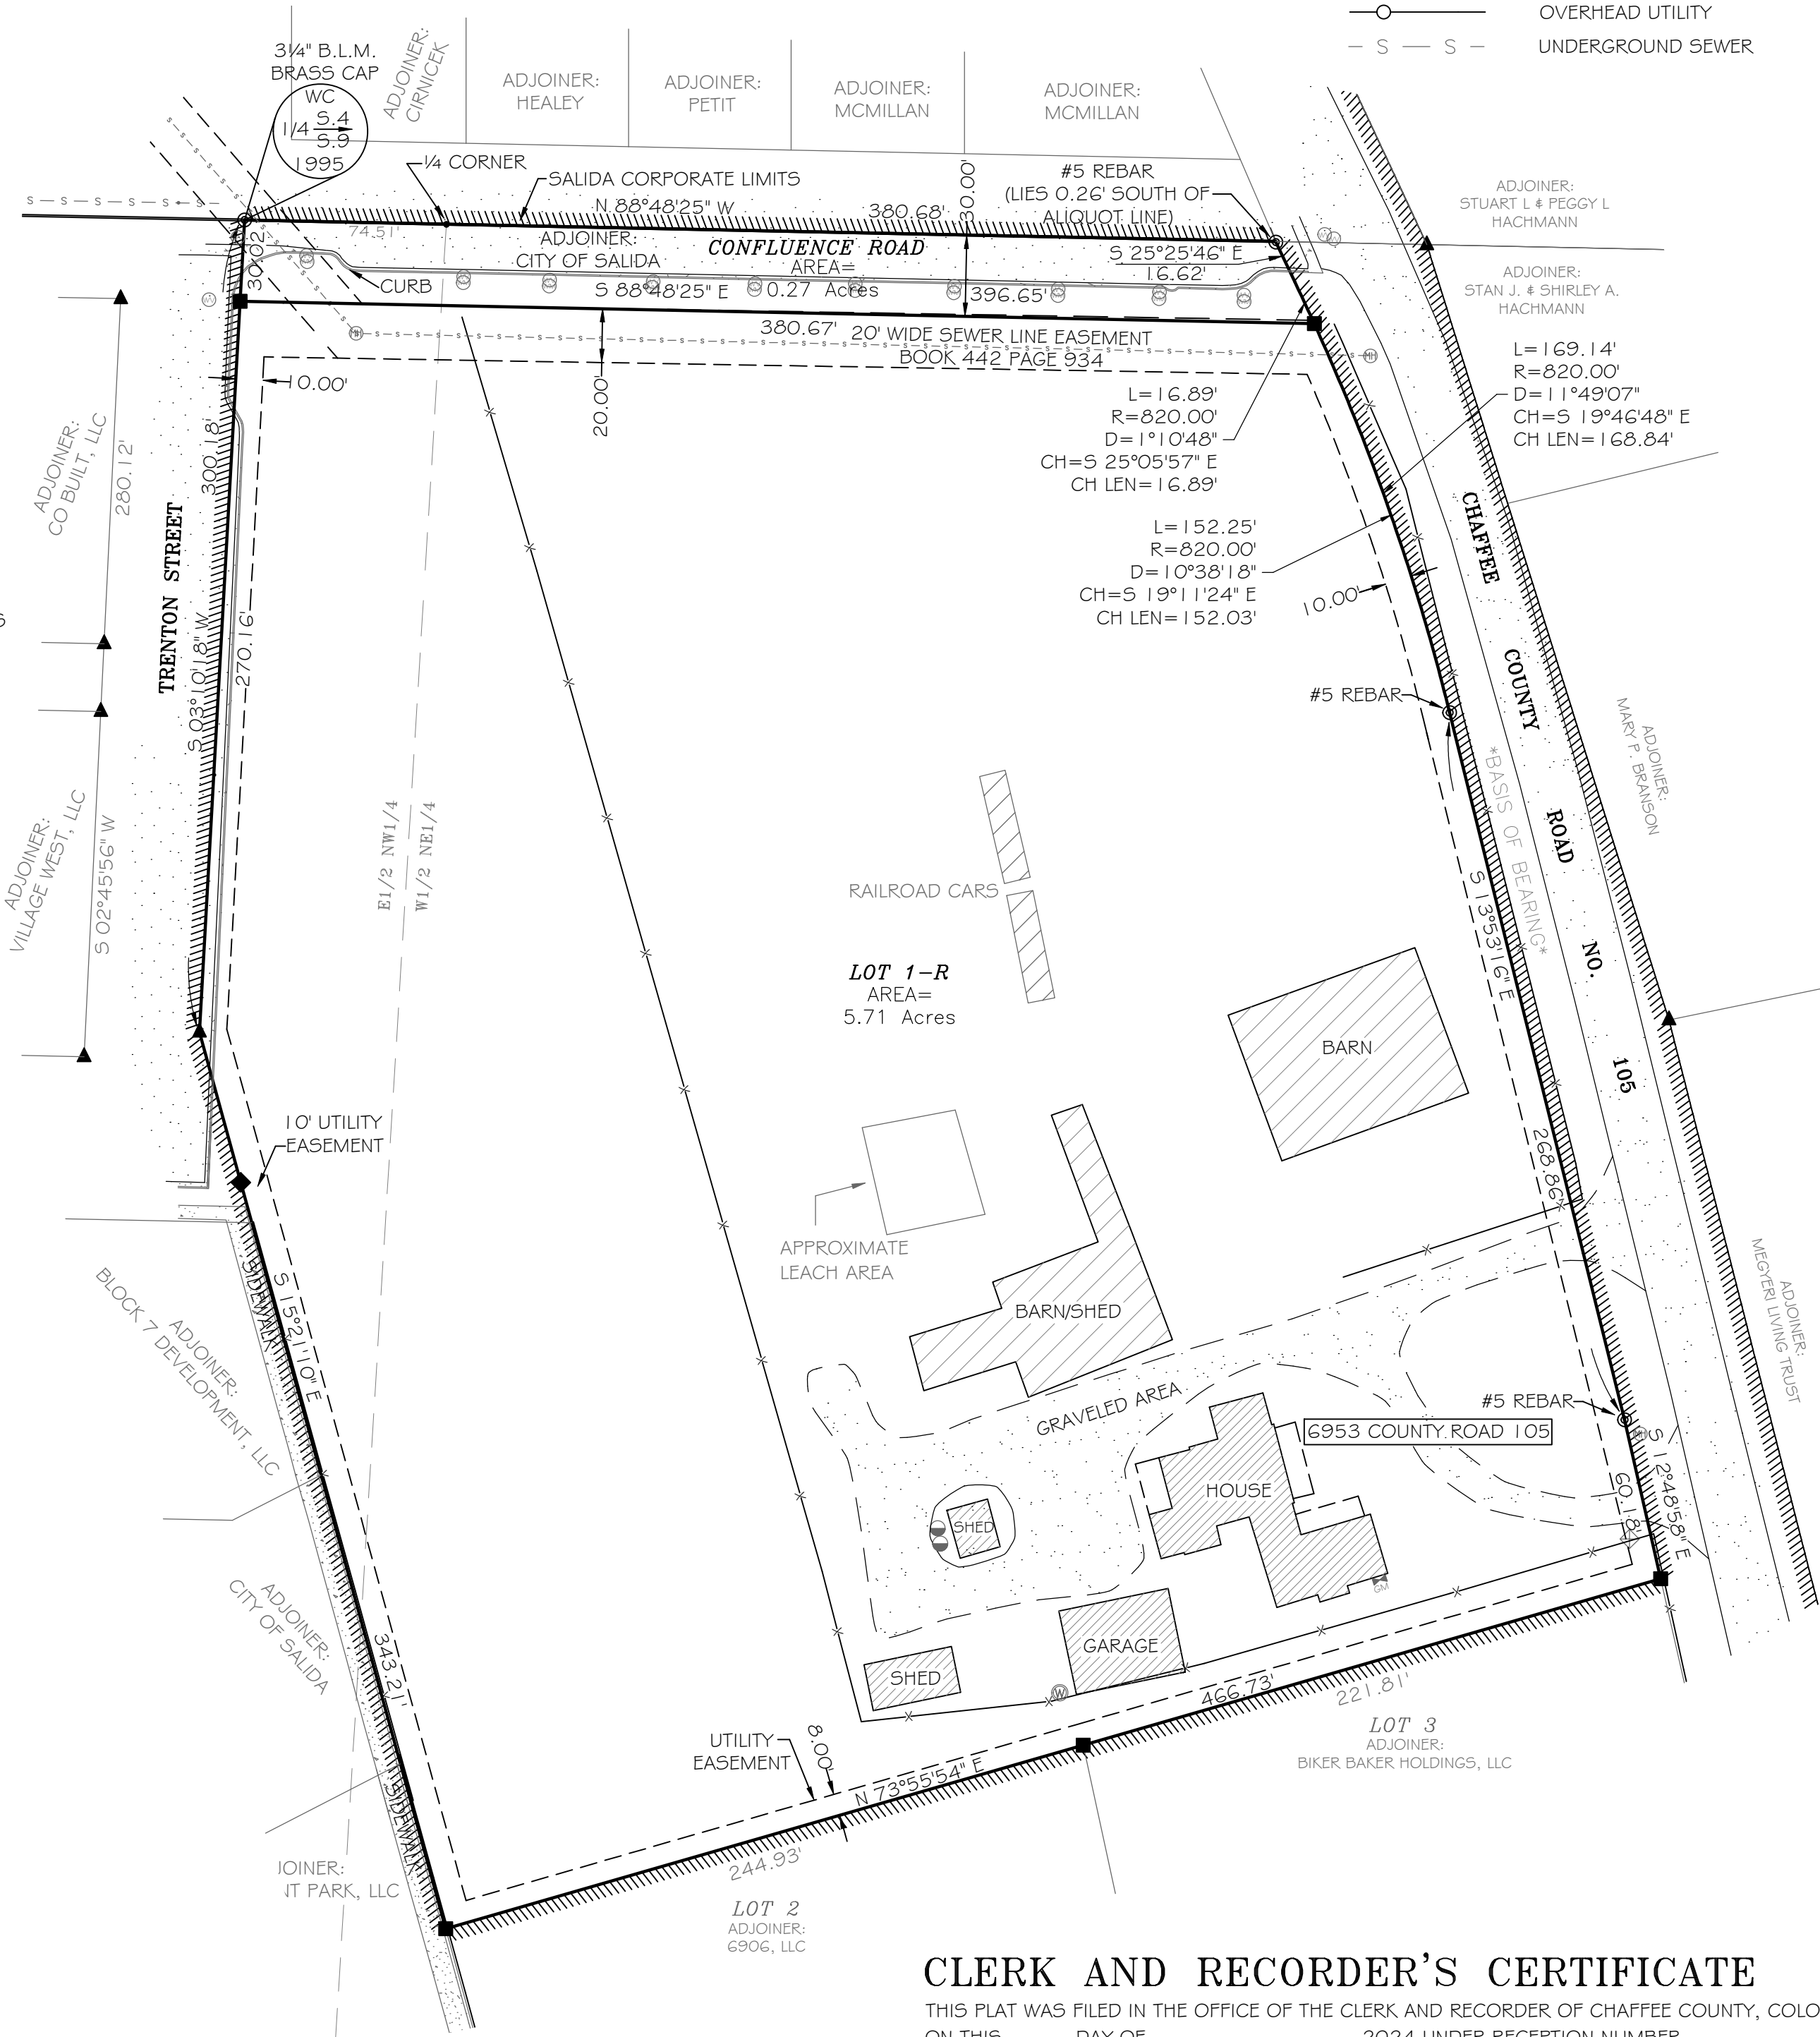 OVERHEAD UTILITY
— S — S — UNDERGROUND SEWER
3¼" B.L.M.
BRASS CAP
WC
1/4 S.4
S.9
1995
ADJOINER:
CIRNICEK
ADJOINER:
HEALEY
ADJOINER:
PETIT
ADJOINER:
MCMILLAN
ADJOINER:
MCMILLAN
1/4 CORNER
SALIDA CORPORATE LIMITS
N 88°48'25" W
380.68'
30.00'
#5 REBAR
(LIES 0.26' SOUTH OF
ALIQUOT LINE)
ADJOINER:
STUART L & PEGGY L
HACHMANN
74.51'
30.02'
ADJOINER:
CITY OF SALIDA
CONFLUENCE ROAD
AREA=
0.27 Acres
S 25°25'46" E
16.62'
CURB
S 88°48'25" E
396.65'
ADJOINER:
STAN J. & SHIRLEY A.
HACHMANN
380.67'
20' WIDE SEWER LINE EASEMENT
BOOK 442 PAGE 934
10.00'
20.00'
L=16.89'
R=820.00'
D=1°10'48"
CH=S 25°05'57" E
CH LEN=16.89'
L=169.14'
R=820.00'
D=11°49'07"
CH=S 19°46'48" E
CH LEN=168.84'
L=152.25'
R=820.00'
D=10°38'18"
CH=S 19°11'24" E
CH LEN=152.03'
10.00'
ADJOINER:
CO BUILT, LLC
280.12'
300.18'
TRENTON STREET
S 03°10'18" W
270.16'
CHAFFEE COUNTY ROAD NO. 105
#5 REBAR
*BASIS OF BEARING*
ADJOINER:
MARY P. BRANSON
ADJOINER:
VILLAGE WEST, LLC
S 02°45'56" W
E1/2 NW1/4
W1/2 NE1/4
RAILROAD CARS
S 13°53'16" E
LOT 1-R
AREA=
5.71 Acres
BARN
10' UTILITY
EASEMENT
268.86'
APPROXIMATE
LEACH AREA
BARN/SHED
ADJOINER:
MEGYERI LIVING TRUST
SIDEWALK
S 15°21'10" E
ADJOINER:
BLOCK 7 DEVELOPMENT, LLC
GRAVELED AREA
#5 REBAR
6953 COUNTY ROAD 105
MH
S 12°48'58" E
60.18'
HOUSE
SHED
GM
ADJOINER:
CITY OF SALIDA
343.21'
GARAGE
SHED
W
466.73'
221.81'
LOT 3
ADJOINER:
BIKER BAKER HOLDINGS, LLC
UTILITY
EASEMENT
8.00'
N 73°55'54" E
SIDEWALK
244.93'
JOINER:
NT PARK, LLC
LOT 2
ADJOINER:
6906, LLC
CLERK AND RECORDER'S CERTIFICATE
THIS PLAT WAS FILED IN THE OFFICE OF THE CLERK AND RECORDER OF CHAFFEE COUNTY, COLO
ON THIS DAY OF 2024 UNDER RECEPTION NUMBER